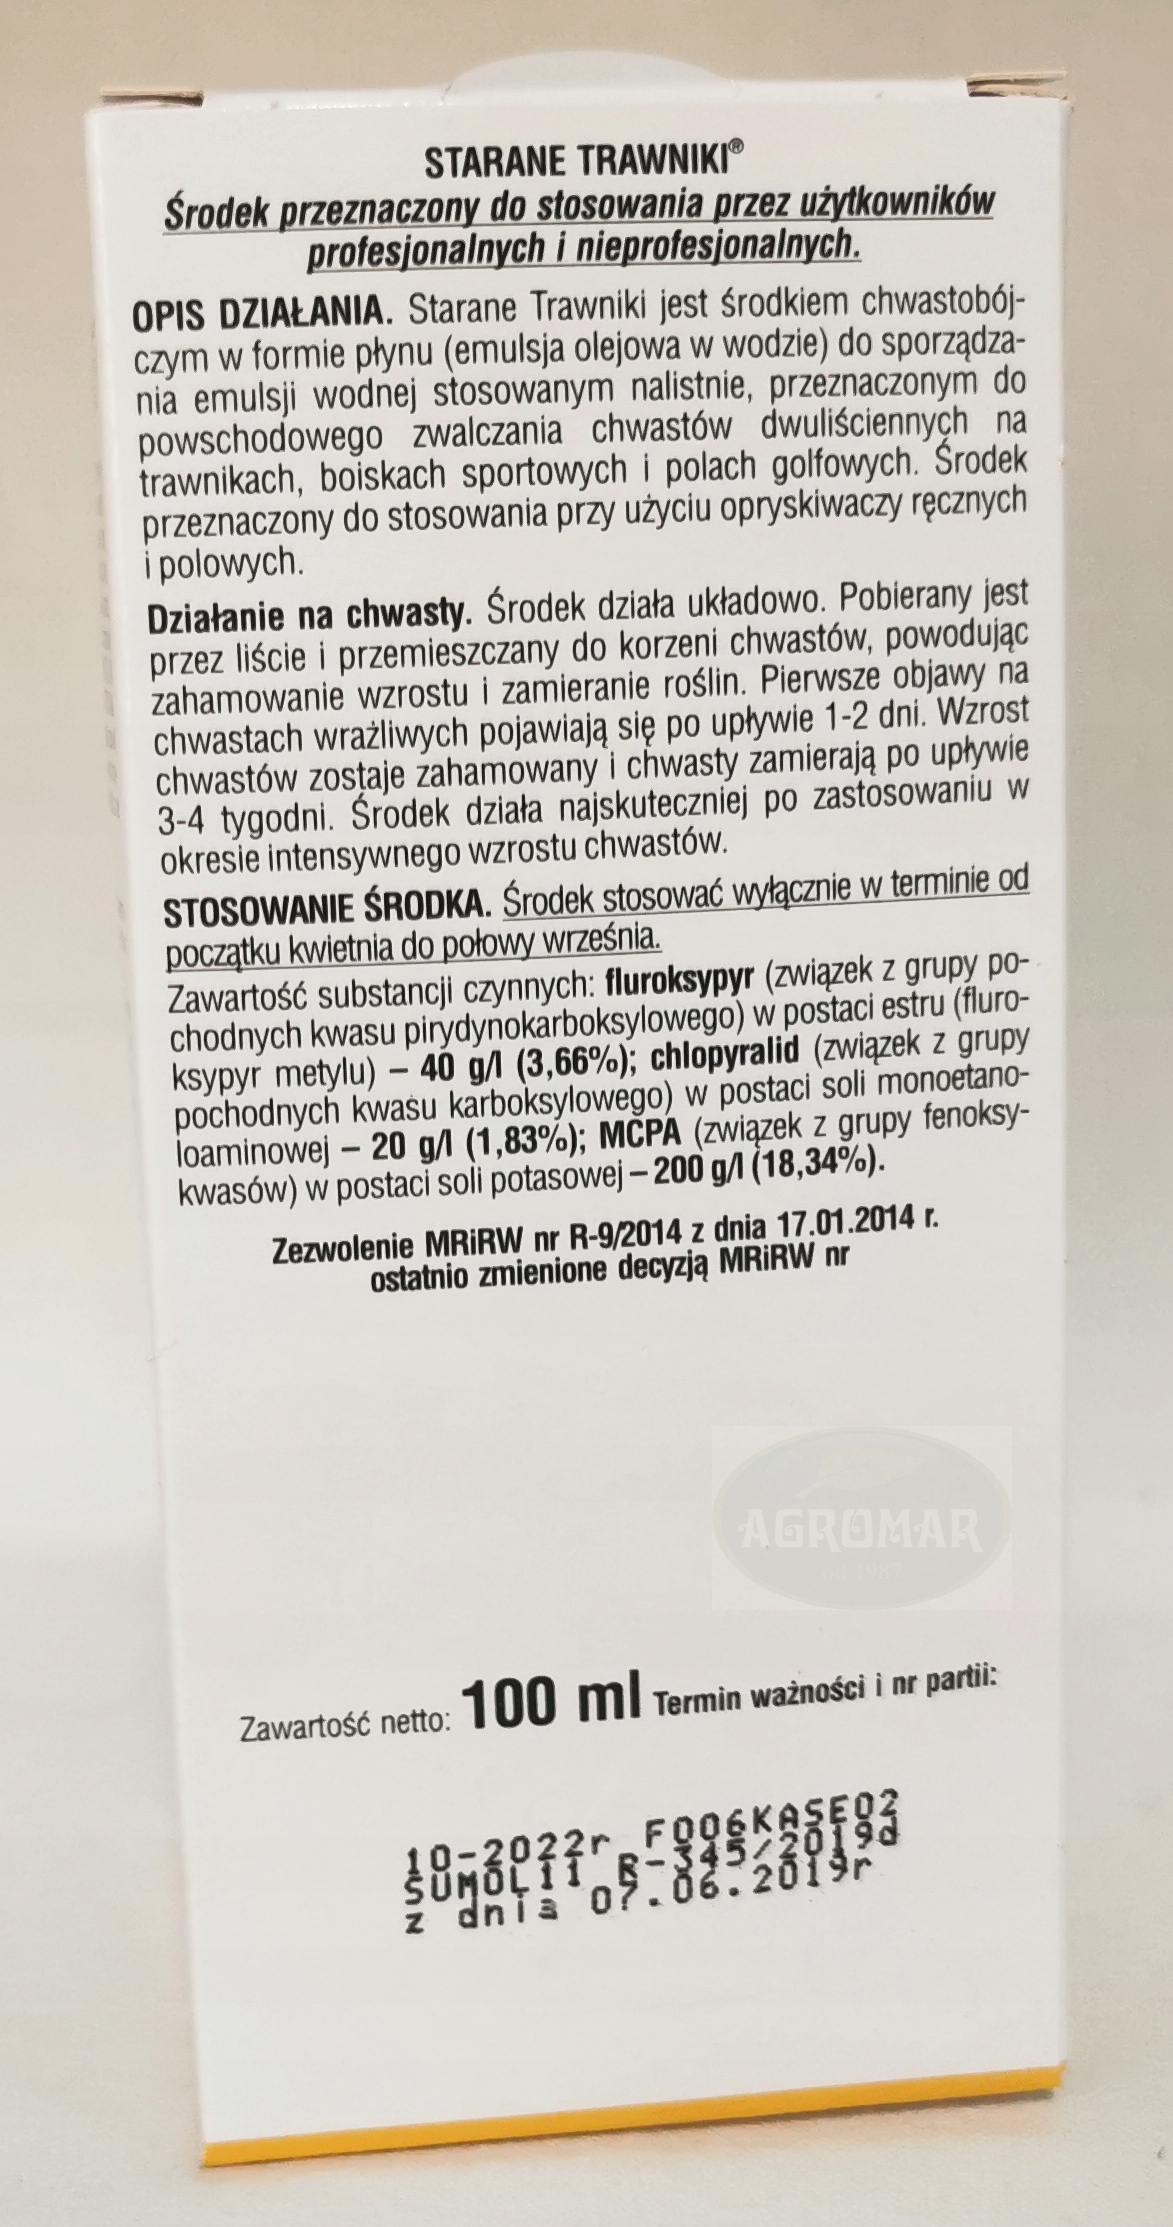 STARANE TRAWNIKI®
Środek przeznaczony do stosowania przez użytkowników
profesjonalnych i nieprofesjonalnych.
OPIS DZIAŁANIA. Starane Trawniki jest środkiem chwastobój-
czym w formie płynu (emulsja olejowa w wodzie) do sporządza-
nia emulsji wodnej stosowanym nalistnie, przeznaczonym do
powschodowego zwalczania chwastów dwuliściennych na
trawnikach, boiskach sportowych i polach golfowych. Środek
przeznaczony do stosowania przy użyciu opryskiwaczy ręcznych
i polowych.
Działanie na chwasty. Środek działa układowo. Pobierany jest
przez liście i przemieszczany do korzeni chwastów, powodując
zahamowanie wzrostu i zamieranie roślin. Pierwsze objawy na
chwastach wrażliwych pojawiają się po upływie 1-2 dni. Wzrost
chwastów zostaje zahamowany i chwasty zamierają po upływie
3-4 tygodni. Środek działa najskuteczniej po zastosowaniu w
okresie intensywnego wzrostu chwastów.
STOSOWANIE ŚRODKA. Środek stosować wyłącznie w terminie od
początku kwietnia do połowy września.
Zawartość substancji czynnych: fluroksypyr (związek z grupy po-
chodnych kwasu pirydynokarboksylowego) w postaci estru (fluro-
ksypyr metylu) – 40 g/l (3,66%); chlopyralid (związek z grupy
pochodnych kwasu karboksylowego) w postaci soli monoetano-
loaminowej – 20 g/l (1,83%); MCPA (związek z grupy fenoksy-
kwasów) w postaci soli potasowej – 200 g/l (18,34%).
Zezwolenie MRiRW nr R-9/2014 z dnia 17.01.2014 r.
ostatnio zmienione decyzją MRiRW nr
AGROMAR
od 1987
Zawartość netto: 100 ml Termin ważności i nr partii:
10-2022r F006KASE02
SUMOL11 R-345/2019d
z dnia 07.06.2019r